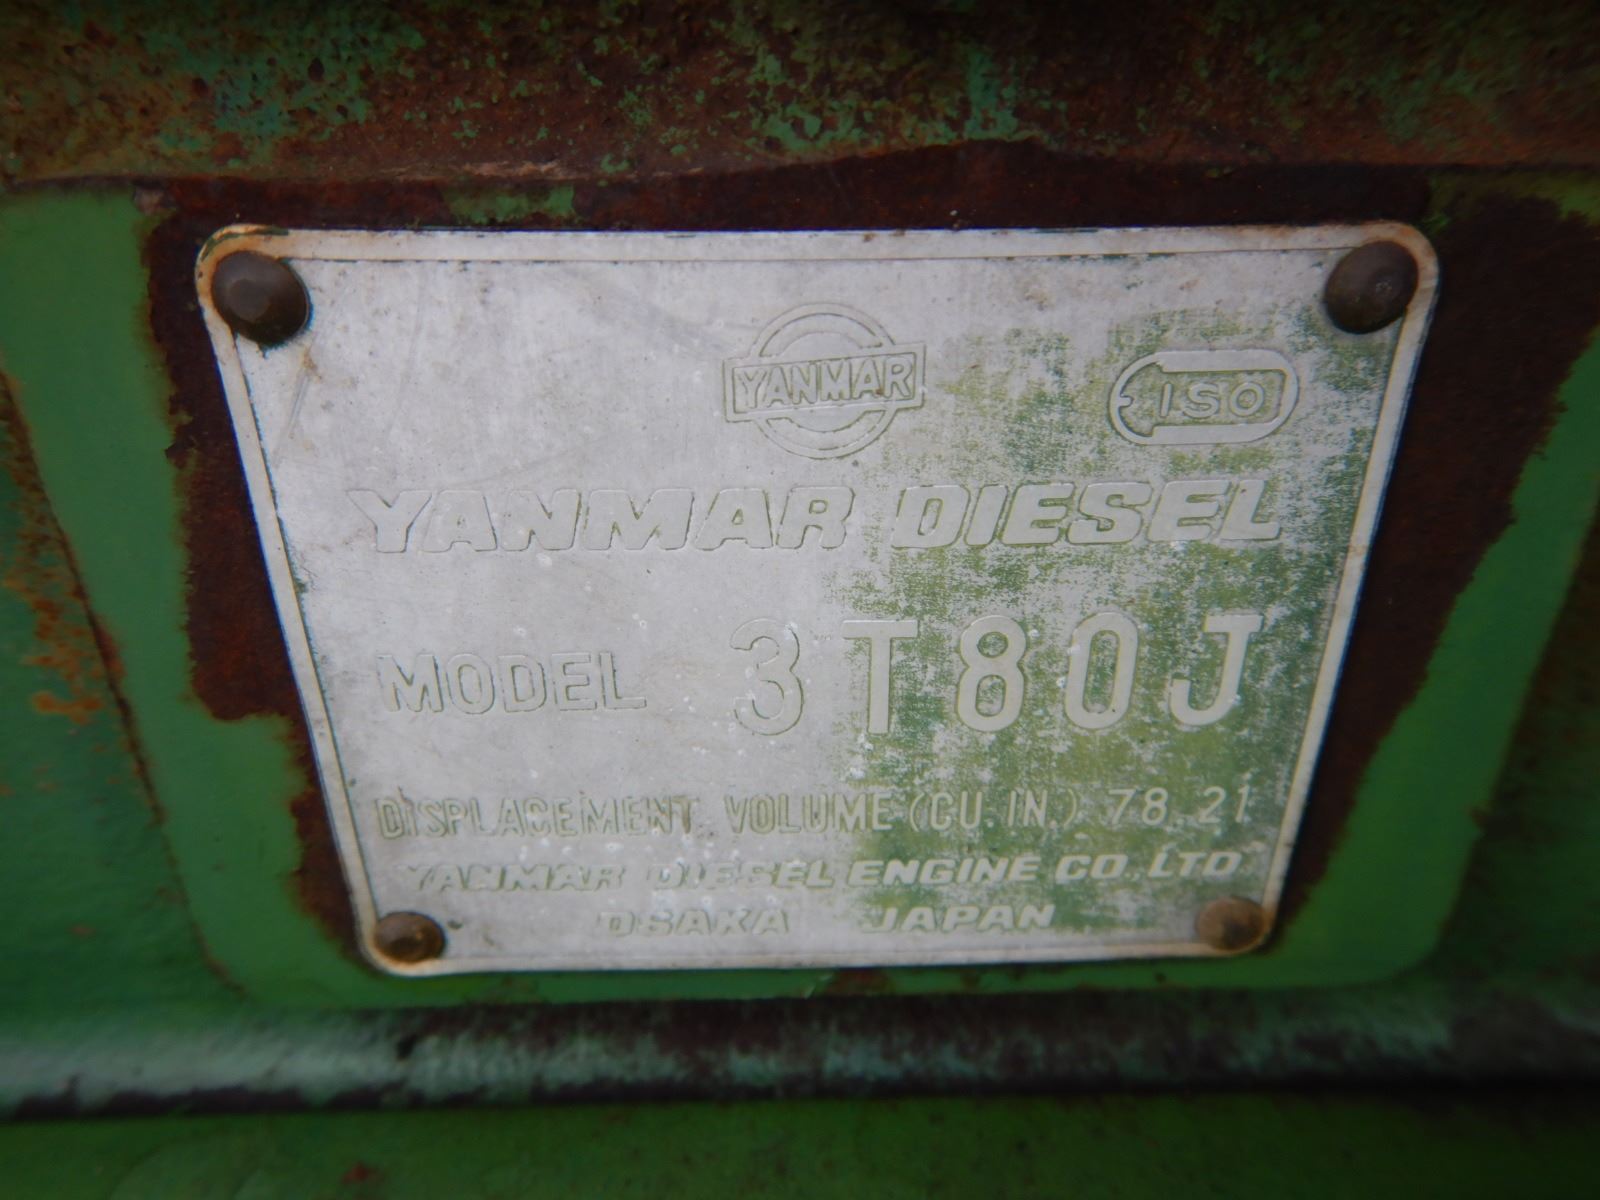 YANMAR
ISO
YANMAR DIESEL
MODEL 3T80J
DISPLACEMENT VOLUME (CU. IN.) 78.21
YANMAR DIESEL ENGINE CO., LTD
OSAKA JAPAN